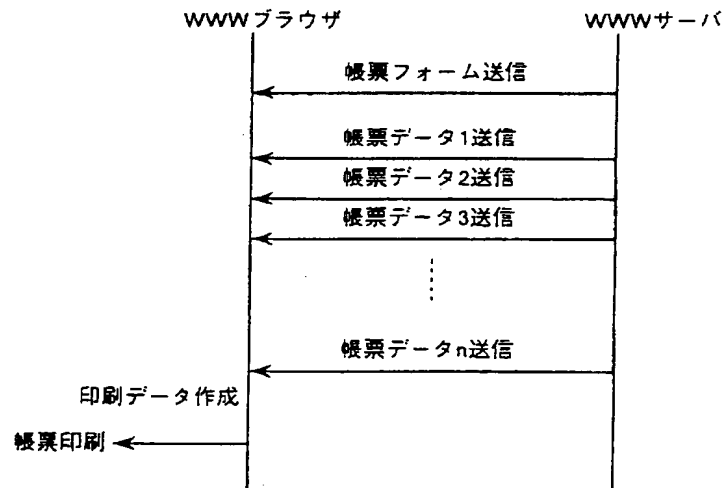 WWWブラウザ
WWWサーバ
帳票フォーム送信
帳票データ1送信
帳票データ2送信
帳票データ3送信
帳票データn送信
印刷データ作成
帳票印刷